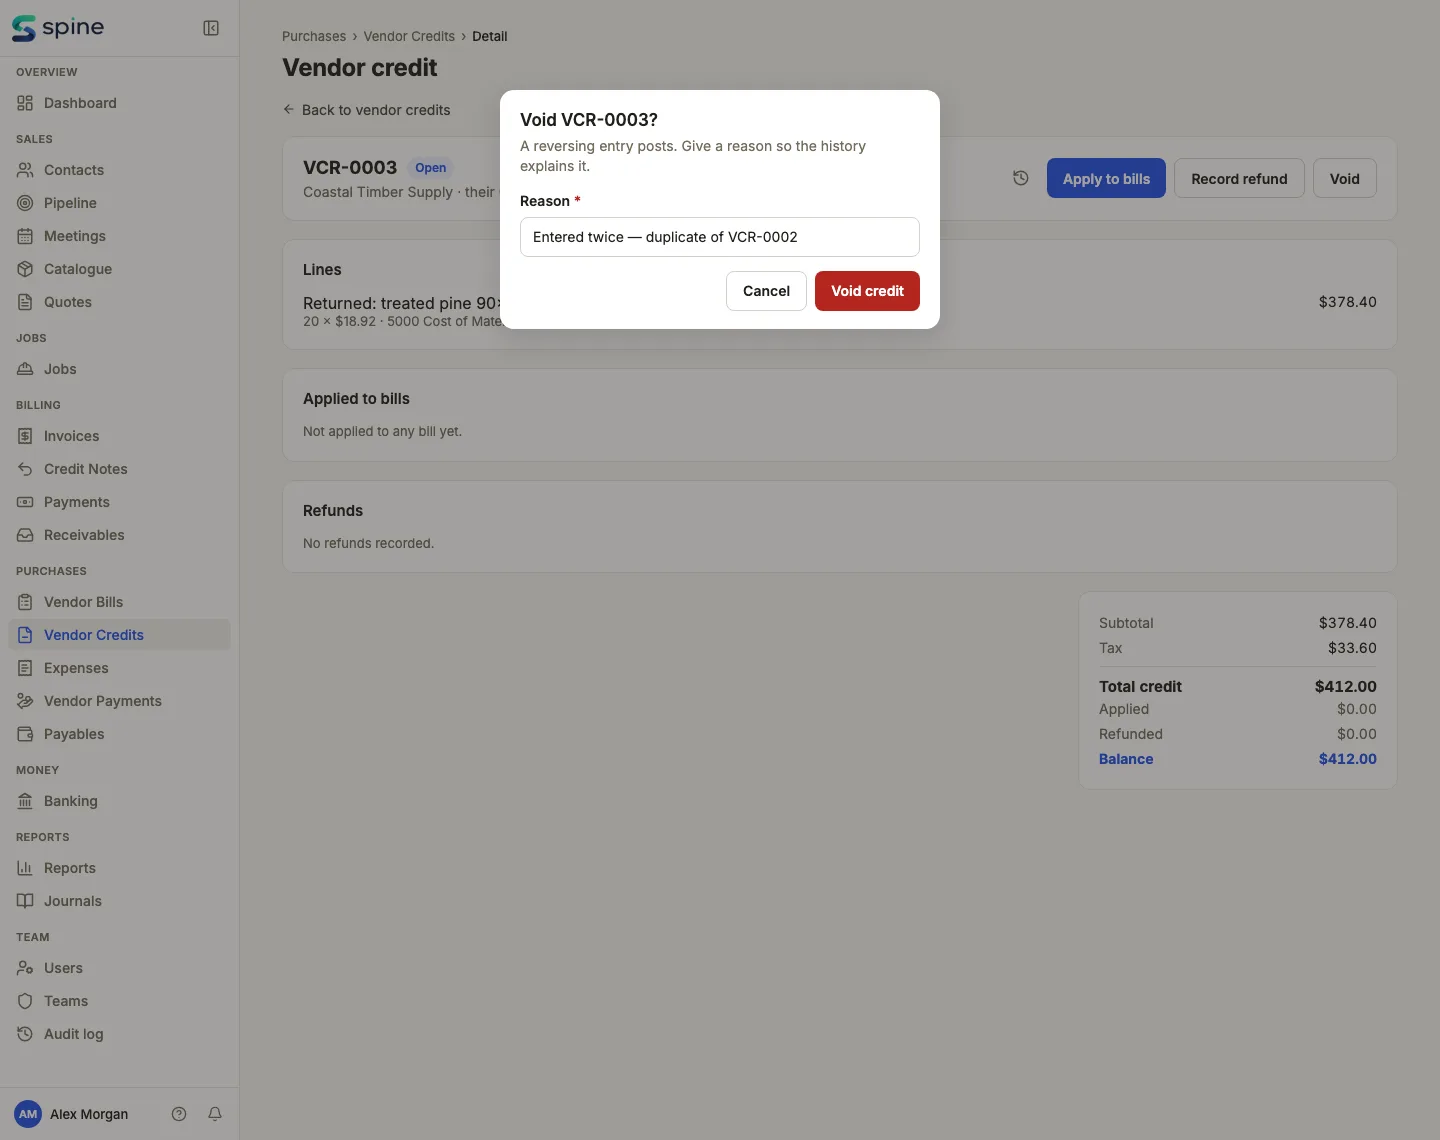 spine
OVERVIEW
Dashboard
SALES
Contacts
Pipeline
Meetings
Catalogue
Quotes
JOBS
Jobs
BILLING
Invoices
Credit Notes
Payments
Receivables
PURCHASES
Vendor Bills
Vendor Credits
Expenses
Vendor Payments
Payables
MONEY
Banking
REPORTS
Reports
Journals
TEAM
Users
Teams
Audit log
AM Alex Morgan
Purchases › Vendor Credits › Detail
Vendor credit
Back to vendor credits
VCR-0003 Open
Coastal Timber Supply · their
Apply to bills Record refund Void
Void VCR-0003?
A reversing entry posts. Give a reason so the history
explains it.
Reason *
Entered twice — duplicate of VCR-0002
Cancel Void credit
Lines
Returned: treated pine 90
$378.40
20 × $18.92 · 5000 Cost of Mate
Applied to bills
Not applied to any bill yet.
Refunds
No refunds recorded.
Subtotal $378.40
Tax $33.60
Total credit $412.00
Applied $0.00
Refunded $0.00
Balance $412.00